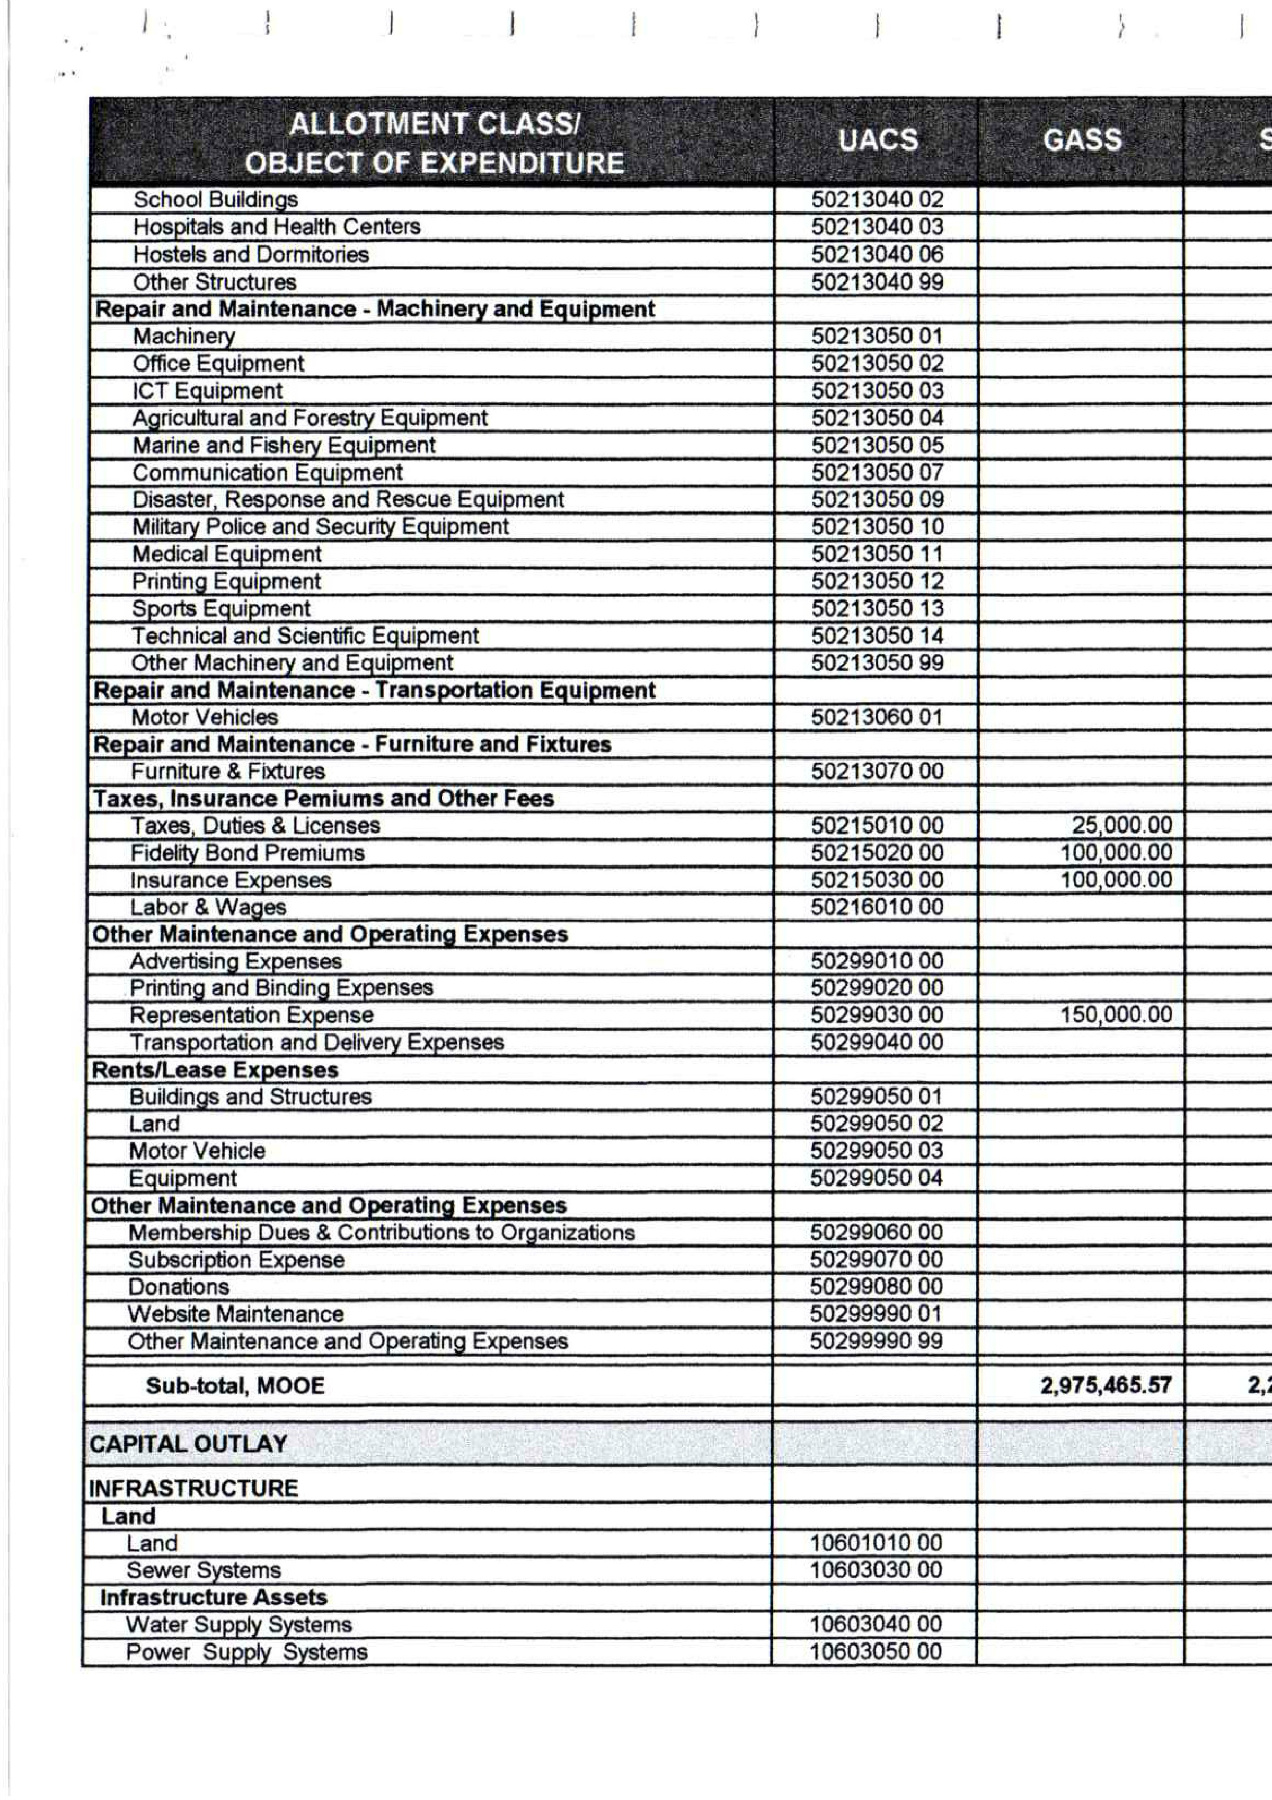 ALLOTMENT CLASS/
OBJECT OF EXPENDITURE UACS GASS S
School Buildings 50213040 02
Hospitals and Health Centers 50213040 03
Hostels and Dormitories 50213040 06
Other Structures 50213040 99
Repair and Maintenance - Machinery and Equipment
Machinery 50213050 01
Office Equipment 50213050 02
ICT Equipment 50213050 03
Agricultural and Forestry Equipment 50213050 04
Marine and Fishery Equipment 50213050 05
Communication Equipment 50213050 07
Disaster, Response and Rescue Equipment 50213050 09
Military Police and Security Equipment 50213050 10
Medical Equipment 50213050 11
Printing Equipment 50213050 12
Sports Equipment 50213050 13
Technical and Scientific Equipment 50213050 14
Other Machinery and Equipment 50213050 99
Repair and Maintenance - Transportation Equipment
Motor Vehicles 50213060 01
Repair and Maintenance - Furniture and Fixtures
Furniture & Fixtures 50213070 00
Taxes, Insurance Pemiums and Other Fees
Taxes, Duties & Licenses 50215010 00 25,000.00
Fidelity Bond Premiums 50215020 00 100,000.00
Insurance Expenses 50215030 00 100,000.00
Labor & Wages 50216010 00
Other Maintenance and Operating Expenses
Advertising Expenses 50299010 00
Printing and Binding Expenses 50299020 00
Representation Expense 50299030 00 150,000.00
Transportation and Delivery Expenses 50299040 00
Rents/Lease Expenses
Buildings and Structures 50299050 01
Land 50299050 02
Motor Vehicle 50299050 03
Equipment 50299050 04
Other Maintenance and Operating Expenses
Membership Dues & Contributions to Organizations 50299060 00
Subscription Expense 50299070 00
Donations 50299080 00
Website Maintenance 50299990 01
Other Maintenance and Operating Expenses 50299990 99
Sub-total, MOOE 2,975,465.57 2,2
CAPITAL OUTLAY
INFRASTRUCTURE
Land
Land 10601010 00
Sewer Systems 10603030 00
Infrastructure Assets
Water Supply Systems 10603040 00
Power Supply Systems 10603050 00